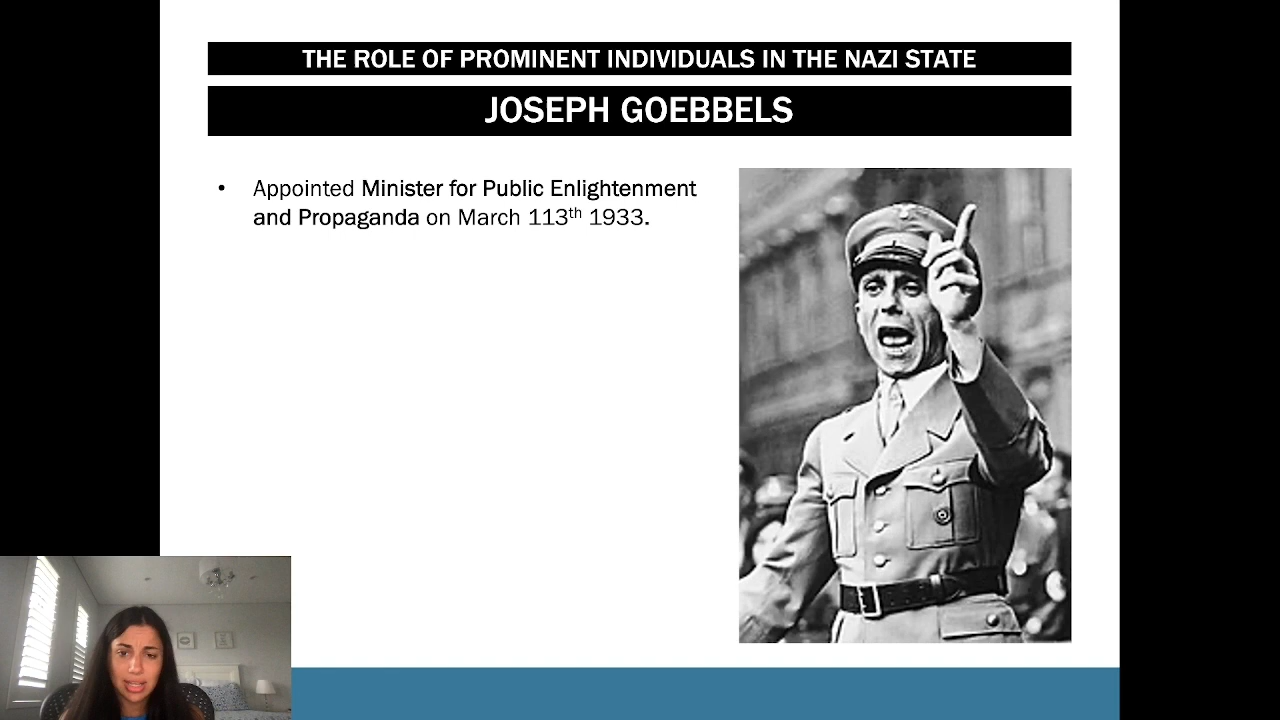 THE ROLE OF PROMINENT INDIVIDUALS IN THE NAZI STATE
JOSEPH GOEBBELS
• Appointed Minister for Public Enlightenment
and Propaganda on March 113th 1933.